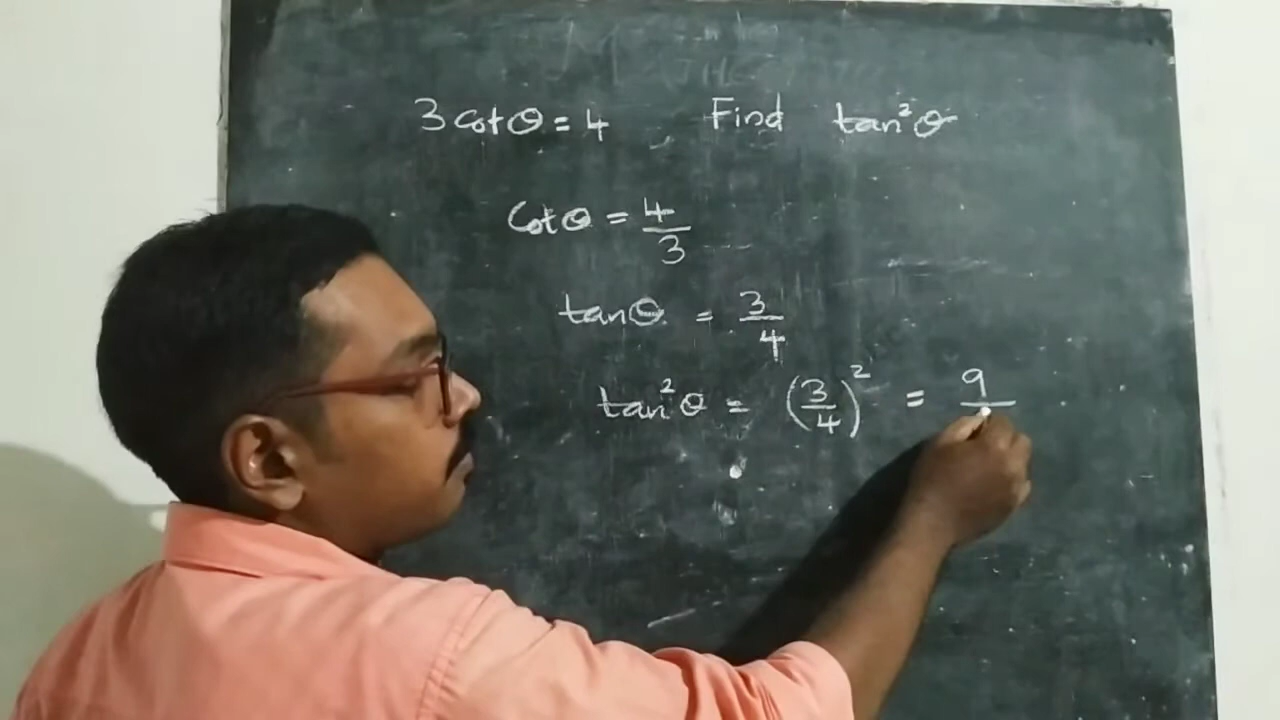 3 cot θ = 4 , Find tan²θ
cot θ = 4/3
tan θ = 3/4
tan²θ = (3/4)² = 9/